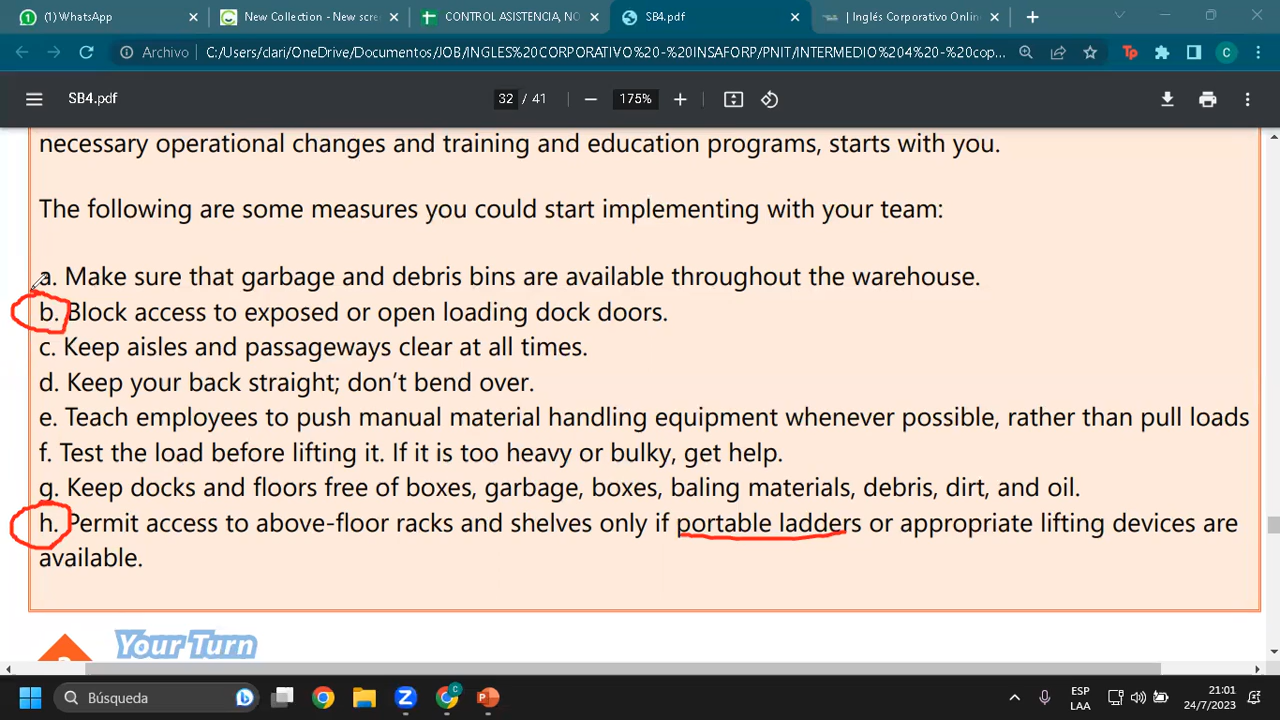 (1) WhatsApp
New Collection - New scre
CONTROL ASISTENCIA, NO
SB4.pdf
| Inglés Corporativo Onlin
Archivo
C:/Users/clari/OneDrive/Documentos/JOB/INGLES%20CORPORATIVO%20-%20INSAFORP/PNIT/INTERMEDIO%204%20-%20cop...
SB4.pdf
32 / 41
175%
necessary operational changes and training and education programs, starts with you.
The following are some measures you could start implementing with your team:
a. Make sure that garbage and debris bins are available throughout the warehouse.
b. Block access to exposed or open loading dock doors.
c. Keep aisles and passageways clear at all times.
d. Keep your back straight; don't bend over.
e. Teach employees to push manual material handling equipment whenever possible, rather than pull loads
f. Test the load before lifting it. If it is too heavy or bulky, get help.
g. Keep docks and floors free of boxes, garbage, boxes, baling materials, debris, dirt, and oil.
h. Permit access to above-floor racks and shelves only if portable ladders or appropriate lifting devices are
available.
Your Turn
Búsqueda
ESP
LAA
21:01
24/7/2023